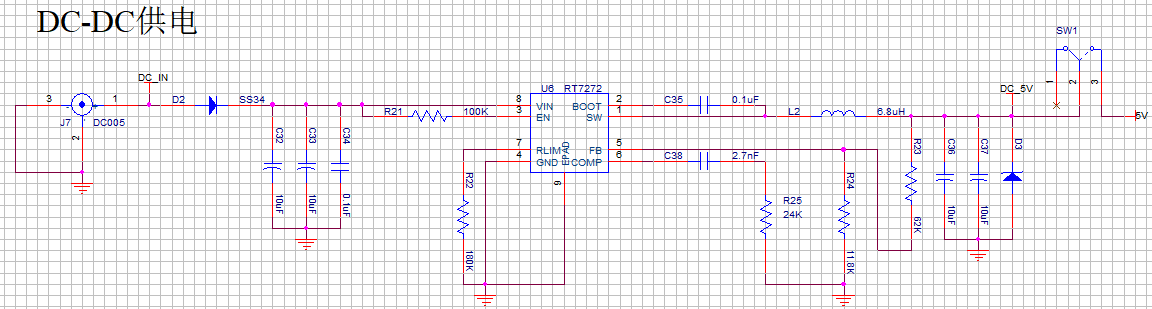 DC-DC供电
SW1
DC_IN
U6 RT7272
DC_5V
1 2 3
3 1 D2 SS34
8 VIN BOOT 2 C35 0.1uF
R21 100K 3 EN SW 1 L2 6.8uH
5V
J7 DC005
2
C32 C33 C34
7 RLIM FB 5
4 GND EPAD COMP 6 C38 2.7nF
R23 C36 C37 D3
R22 9 R24
R25
24K
10uF 10uF 0.1uF
62K 10uF 10uF
180K 11.8K